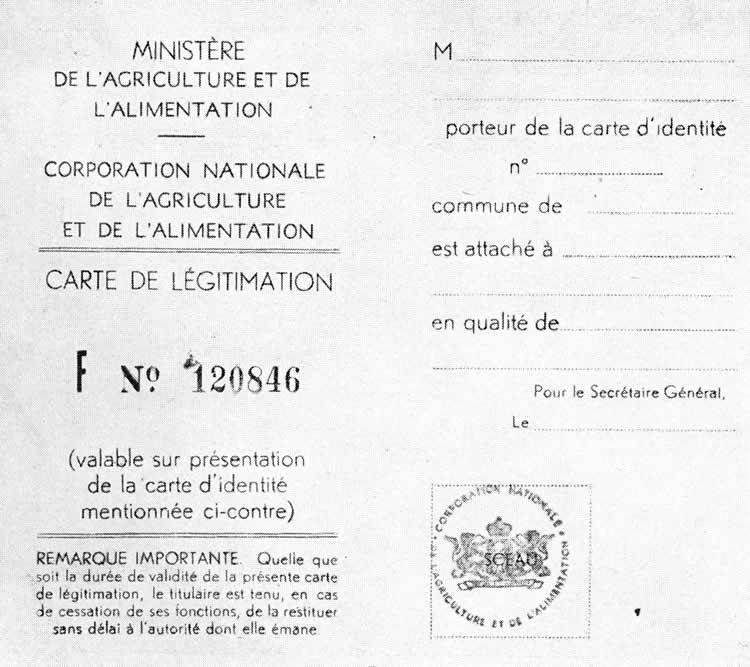 MINISTÈRE
DE L'AGRICULTURE ET DE
L'ALIMENTATION
CORPORATION NATIONALE
DE L'AGRICULTURE
ET DE L'ALIMENTATION
CARTE DE LÉGITIMATION
F Nº 120846
(valable sur présentation
de la carte d'identité
mentionnée ci-contre)
REMARQUE IMPORTANTE. Quelle que
soit la durée de validité de la présente carte
de légitimation, le titulaire est tenu, en cas
de cessation de ses fonctions, de la restituer
sans délai à l'autorité dont elle émane
M
porteur de la carte d'identité
n°
commune de
est attaché à
en qualité de
Pour le Secrétaire Général,
Le
CORPORATION NATIONALE
SCEAU
DE L'AGRICULTURE ET DE L'ALIMENTATION